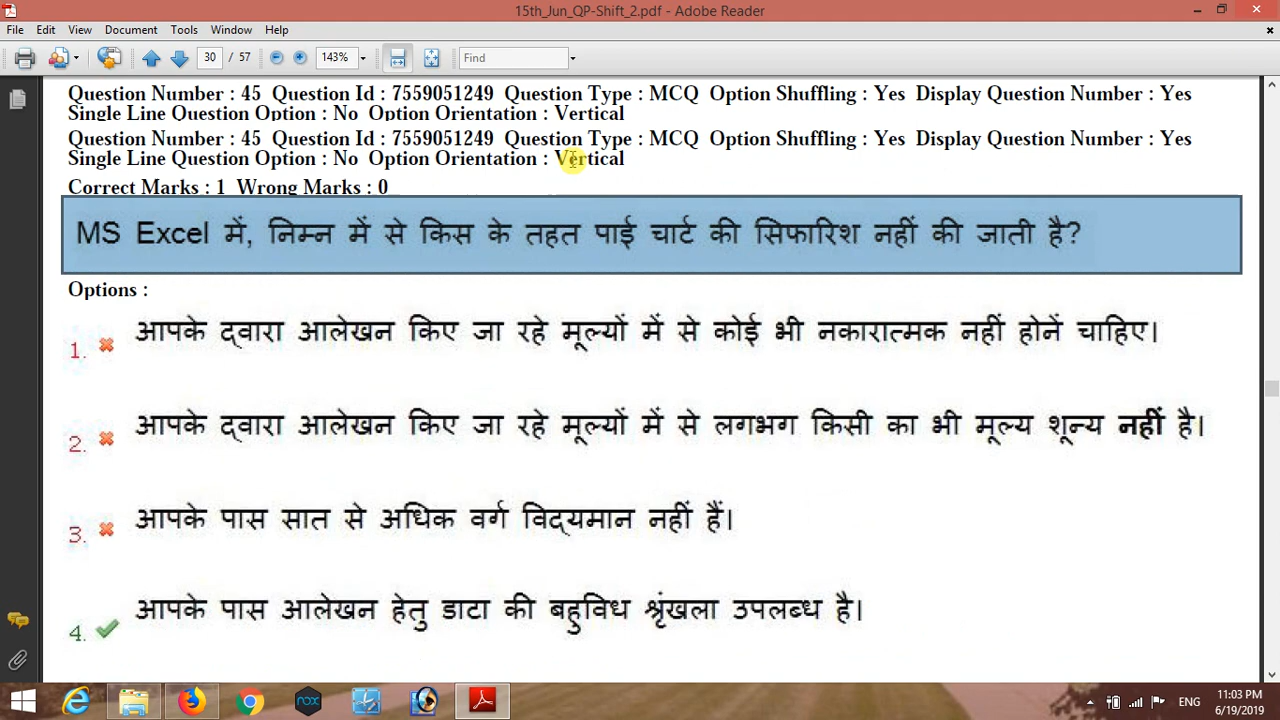 15th_Jun_QP-Shift_2.pdf - Adobe Reader
File Edit View Document Tools Window Help
30 / 57 143% Find
Question Number : 45 Question Id : 7559051249 Question Type : MCQ Option Shuffling : Yes Display Question Number : Yes
Single Line Question Option : No Option Orientation : Vertical
Question Number : 45 Question Id : 7559051249 Question Type : MCQ Option Shuffling : Yes Display Question Number : Yes
Single Line Question Option : No Option Orientation : Vertical
Correct Marks : 1 Wrong Marks : 0
MS Excel में, निम्न में से किस के तहत पाई चार्ट की सिफारिश नहीं की जाती है?
Options :
1. आपके द्वारा आलेखन किए जा रहे मूल्यों में से कोई भी नकारात्मक नहीं होनें चाहिए।
2. आपके द्वारा आलेखन किए जा रहे मूल्यों में से लगभग किसी का भी मूल्य शून्य नहीं है।
3. आपके पास सात से अधिक वर्ग विद्यमान नहीं हैं।
4. आपके पास आलेखन हेतु डाटा की बहुविध श्रृंखला उपलब्ध है।
nox
ENG
11:03 PM
6/19/2019